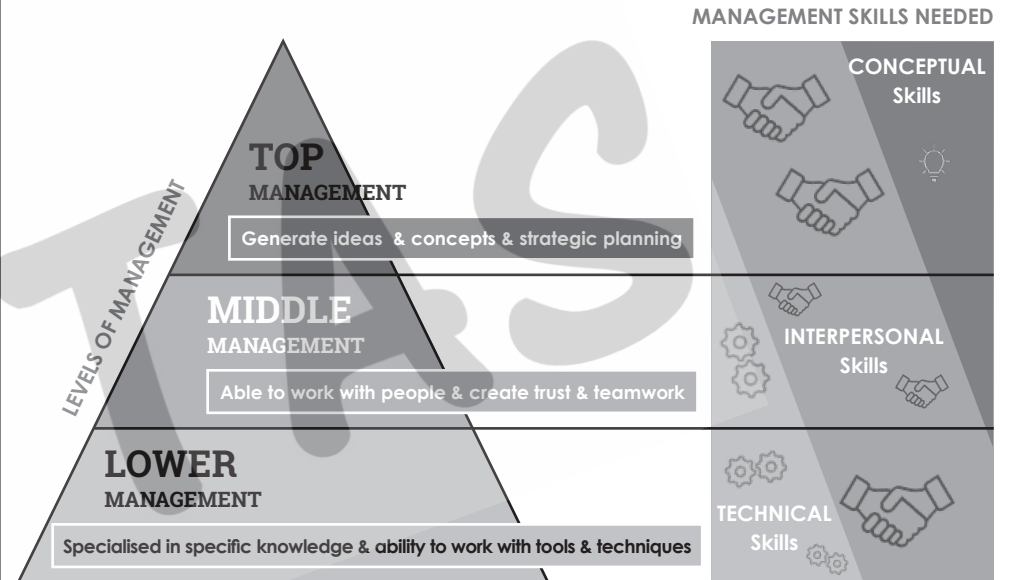 MANAGEMENT SKILLS NEEDED
CONCEPTUAL
Skills
TOP
MANAGEMENT
Generate ideas & concepts & strategic planning
LEVELS OF MANAGEMENT
MIDDLE
MANAGEMENT
Able to work with people & create trust & teamwork
INTERPERSONAL
Skills
LOWER
MANAGEMENT
Specialised in specific knowledge & ability to work with tools & techniques
TECHNICAL
Skills
TAS